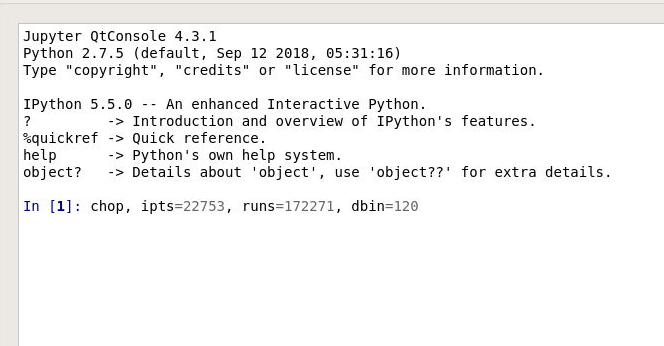 Jupyter QtConsole 4.3.1
Python 2.7.5 (default, Sep 12 2018, 05:31:16)
Type "copyright", "credits" or "license" for more information.

IPython 5.5.0 -- An enhanced Interactive Python.
?         -> Introduction and overview of IPython's features.
%quickref -> Quick reference.
help      -> Python's own help system.
object?   -> Details about 'object', use 'object??' for extra details.

In [1]: chop, ipts=22753, runs=172271, dbin=120